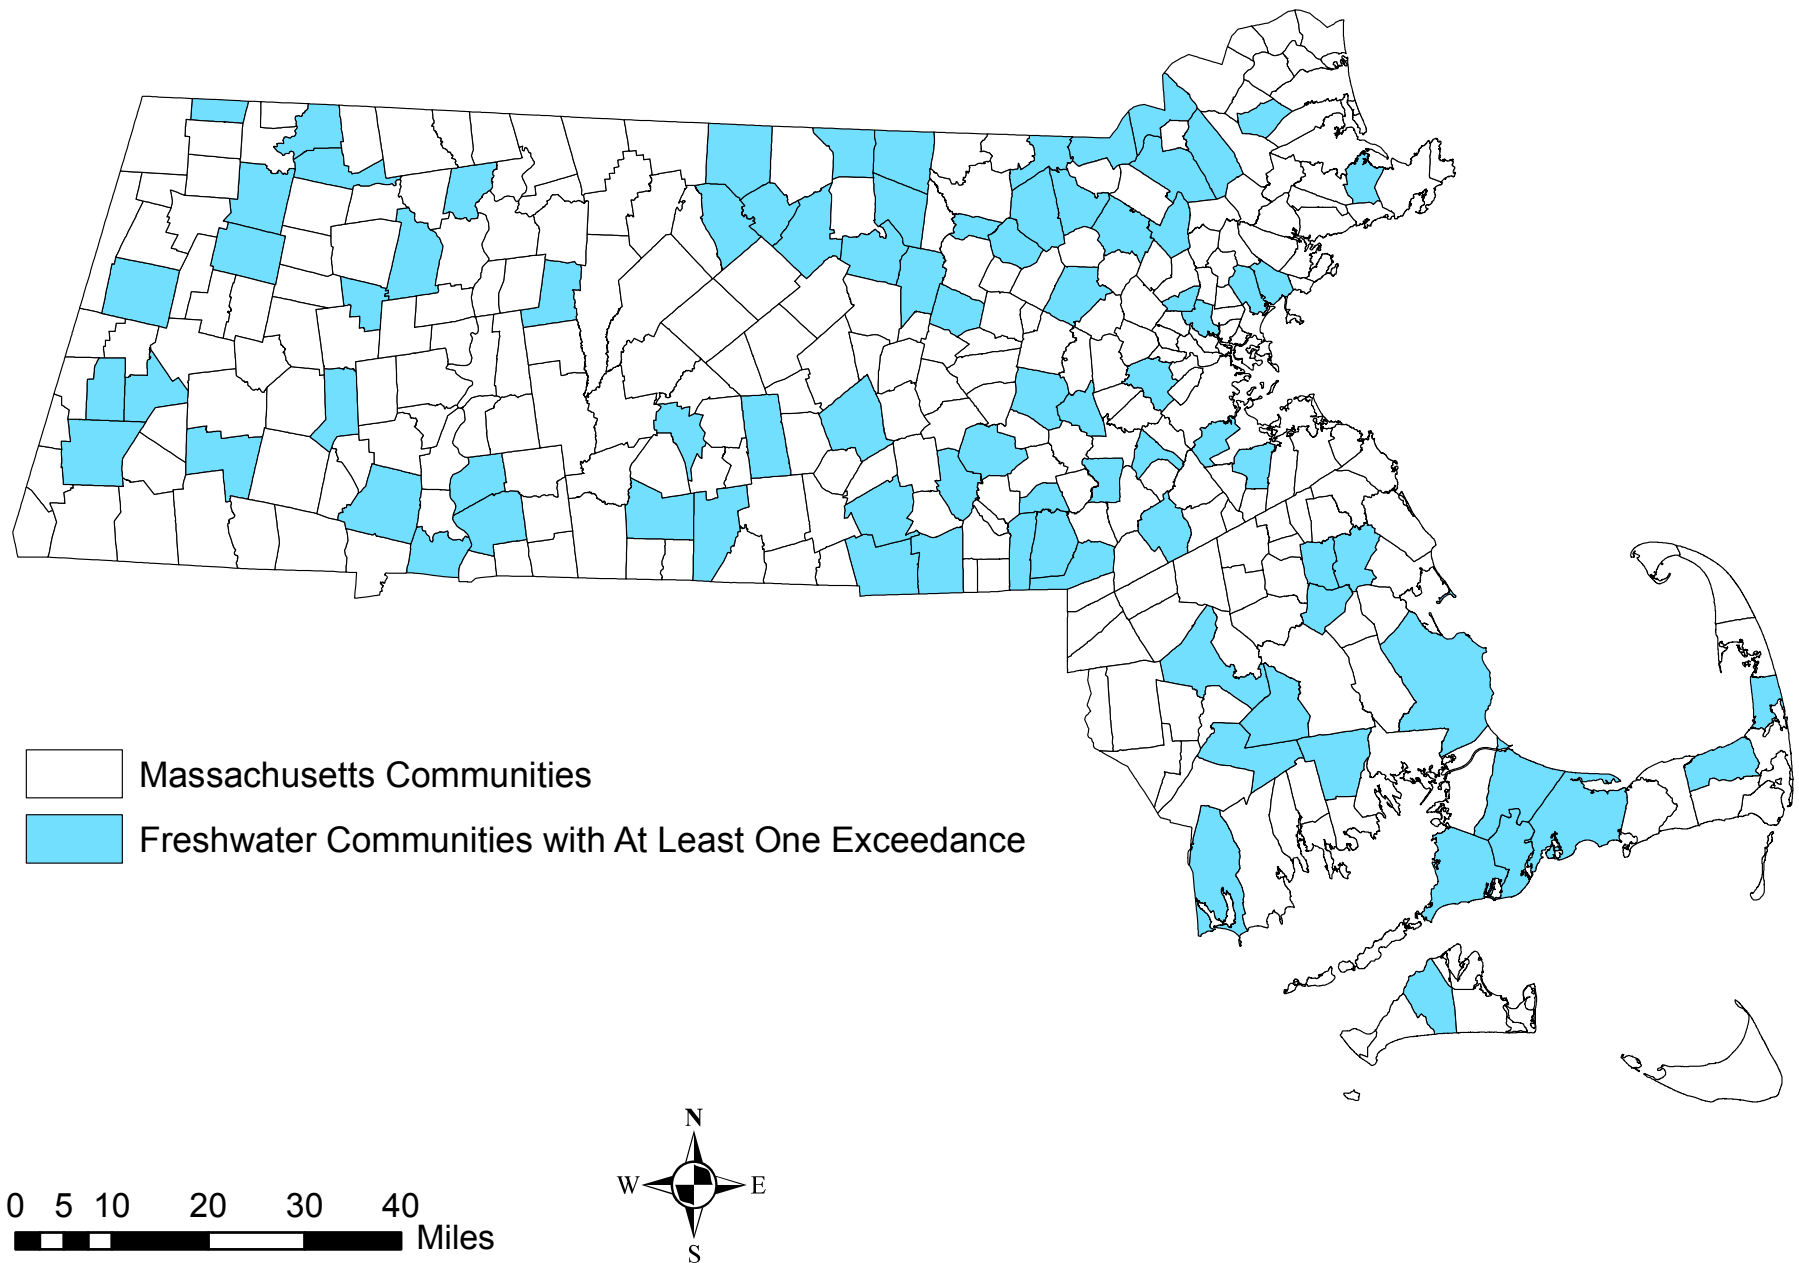 Massachusetts Communities
Freshwater Communities with At Least One Exceedance
N
W E
S
0 5 10 20 30 40
Miles